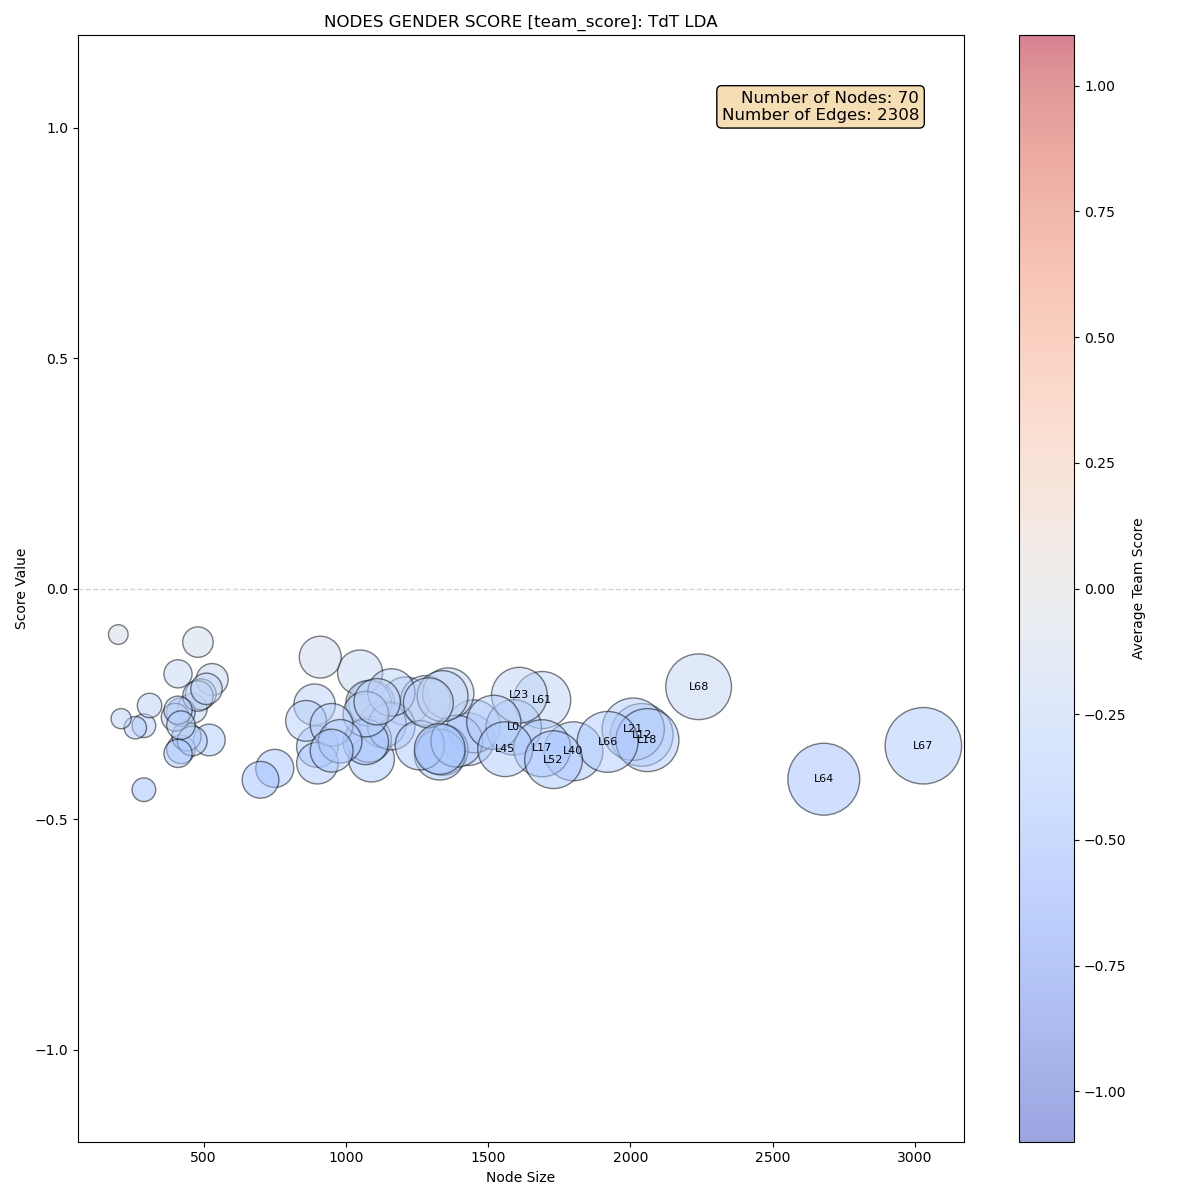 NODES GENDER SCORE [team_score]: TdT LDA
Number of Nodes: 70
Number of Edges: 2308
1.0
0.5
0.0
−0.5
−1.0
Score Value
L68
L23
L61
L0
L21
L12
L18
L66
L45
L17
L40
L52
L67
L64
500
1000
1500
2000
2500
3000
Node Size
1.00
0.75
0.50
0.25
0.00
−0.25
−0.50
−0.75
−1.00
Average Team Score